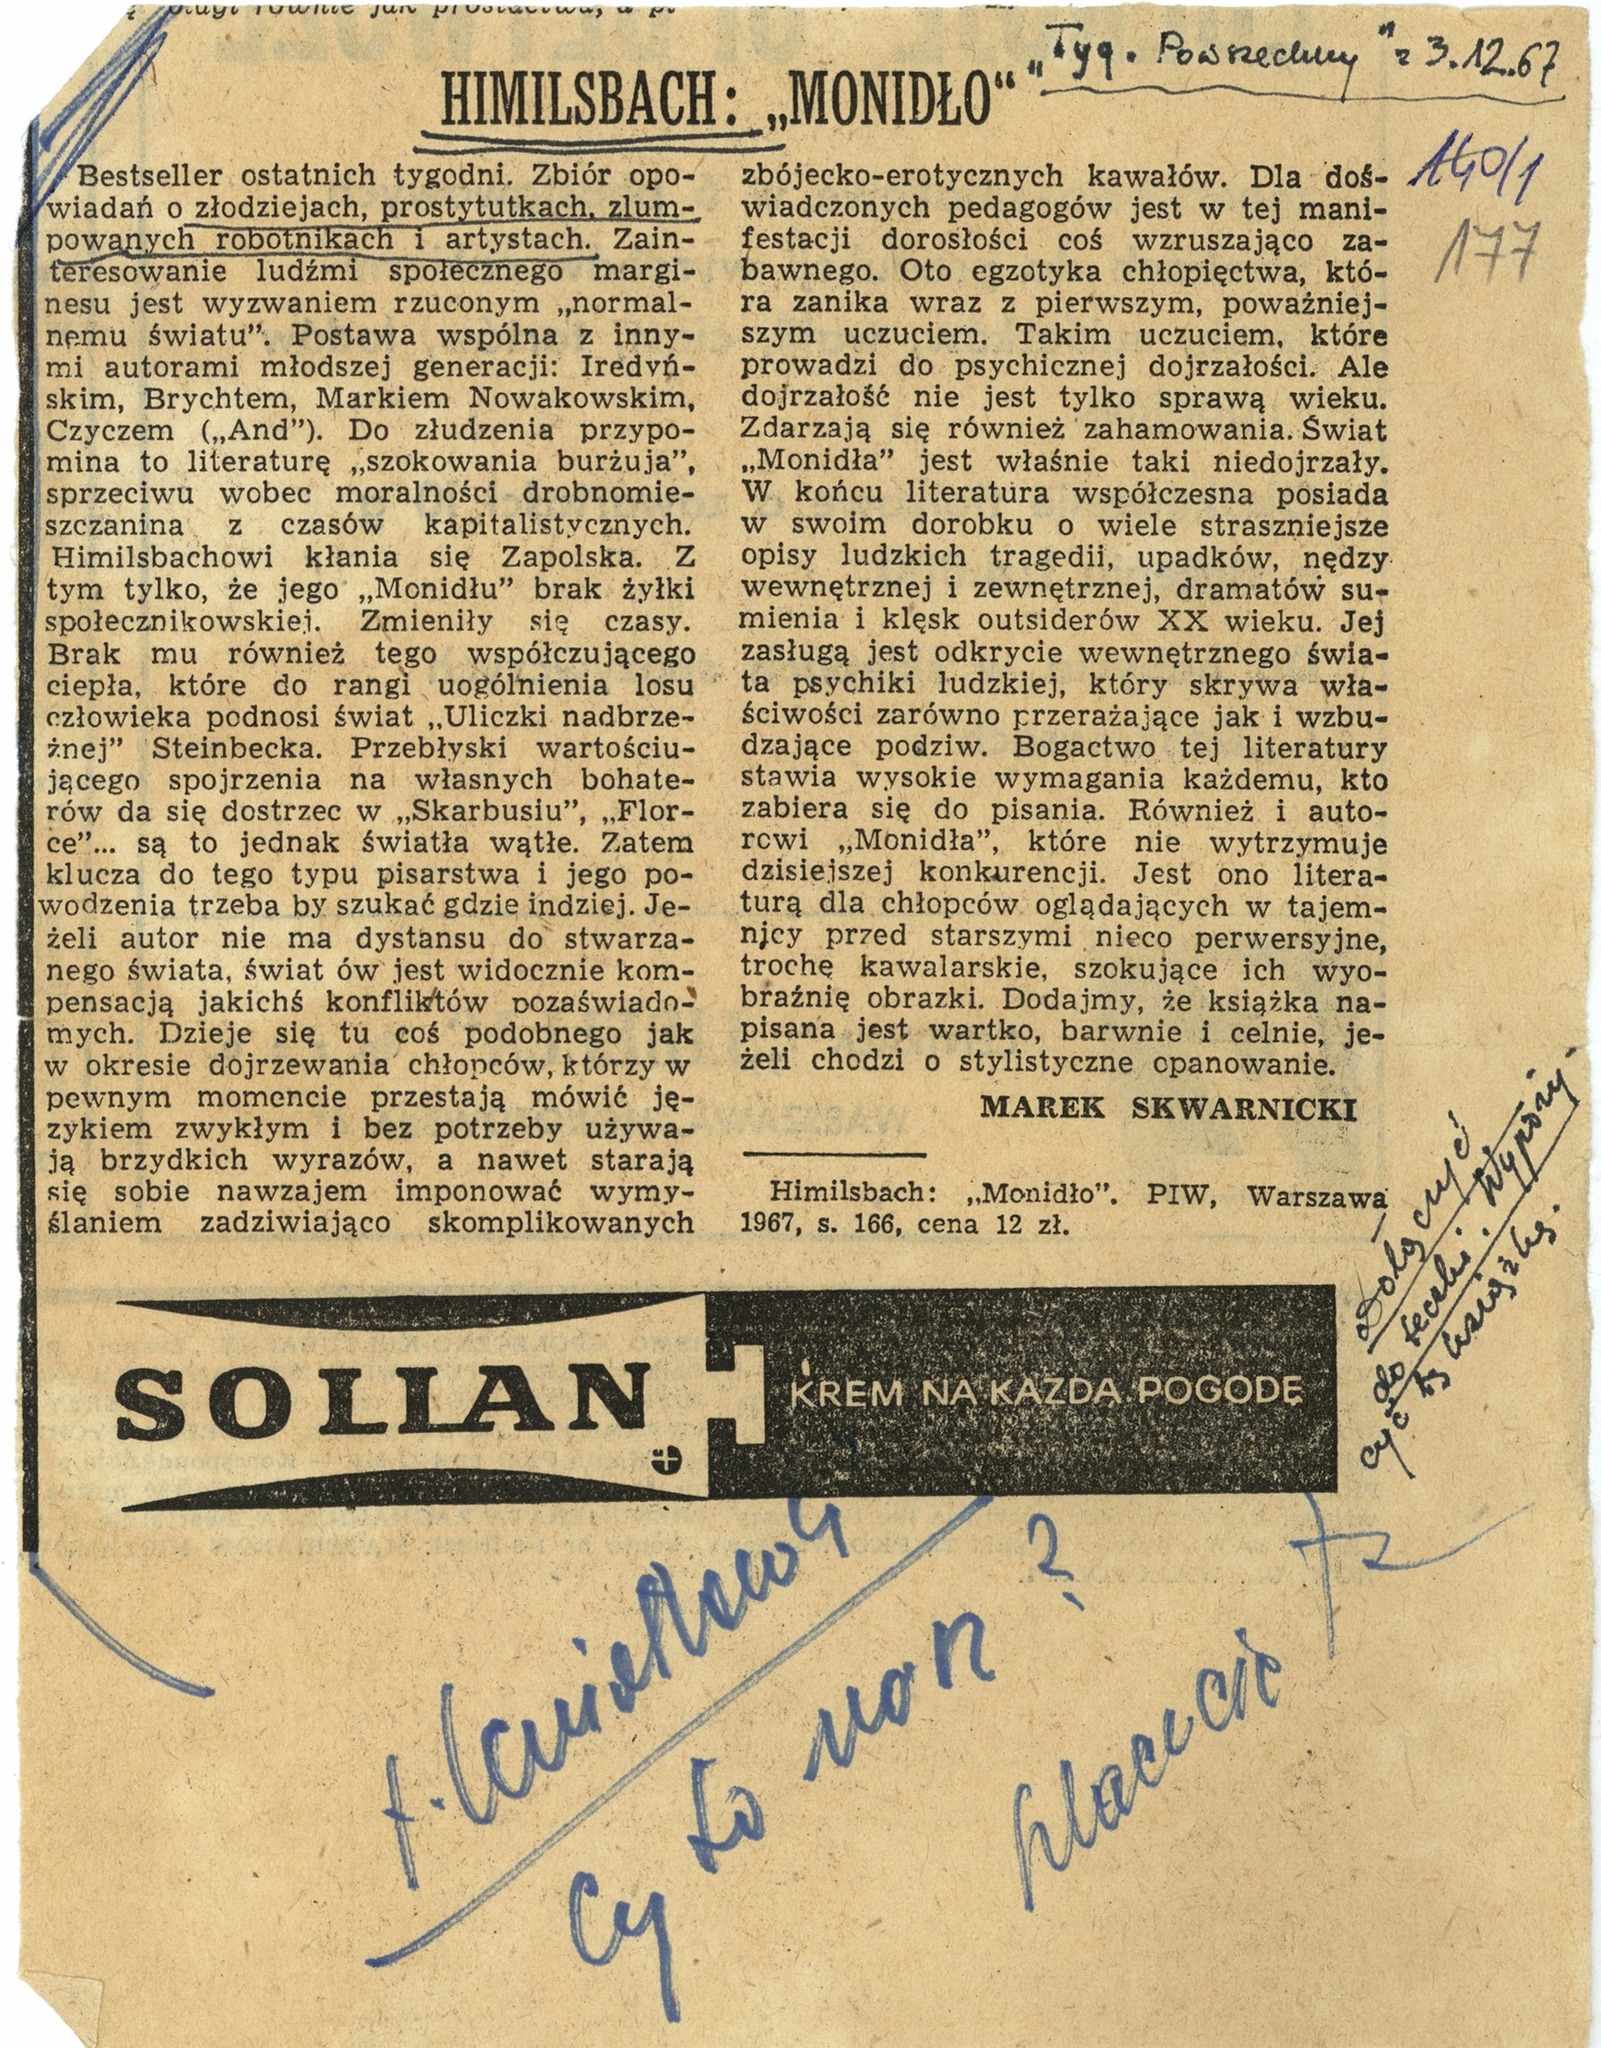 „Tyg. Powszechny" z 3.12.67
HIMILSBACH: „MONIDŁO"
140/1
177
Bestseller ostatnich tygodni. Zbiór opo-
wiadań o złodziejach, prostytutkach, zlum-
powanych robotnikach i artystach. Zain-
teresowanie ludźmi społecznego margi-
nesu jest wyzwaniem rzuconym „normal-
nemu światu”. Postawa wspólna z inny-
mi autorami młodszej generacji: Iredyń-
skim, Brychtem, Markiem Nowakowskim,
Czyczem („And”). Do złudzenia przypo-
mina to literaturę „szokowania burżuja”,
sprzeciwu wobec moralności drobnomie-
szczanina z czasów kapitalistycznych.
Himilsbachowi kłania się Zapolska. Z
tym tylko, że jego „Monidłu” brak żyłki
społecznikowskiej. Zmieniły się czasy.
Brak mu również tego współczującego
ciepła, które do rangi uogólnienia losu
człowieka podnosi świat „Uliczki nadbrze-
żnej” Steinbecka. Przebłyski wartościu-
jącego spojrzenia na własnych bohate-
rów da się dostrzec w „Skarbusiu”, „Flor-
ce”... są to jednak światła wątłe. Zatem
klucza do tego typu pisarstwa i jego po-
wodzenia trzeba by szukać gdzie indziej. Je-
żeli autor nie ma dystansu do stwarza-
nego świata, świat ów jest widocznie kom-
pensacją jakichś konfliktów pozaświado-
mych. Dzieje się tu coś podobnego jak
w okresie dojrzewania chłopców, którzy w
pewnym momencie przestają mówić ję-
zykiem zwykłym i bez potrzeby używa-
ją brzydkich wyrazów, a nawet starają
się sobie nawzajem imponować wymy-
ślaniem zadziwiająco skomplikowanych
zbójecko-erotycznych kawałów. Dla doś-
wiadczonych pedagogów jest w tej mani-
festacji dorosłości coś wzruszająco za-
bawnego. Oto egzotyka chłopięctwa, któ-
ra zanika wraz z pierwszym, poważniej-
szym uczuciem. Takim uczuciem, które
prowadzi do psychicznej dojrzałości. Ale
dojrzałość nie jest tylko sprawą wieku.
Zdarzają się również zahamowania. Świat
„Monidła” jest właśnie taki niedojrzały.
W końcu literatura współczesna posiada
w swoim dorobku o wiele straszniejsze
opisy ludzkich tragedii, upadków, nędzy
wewnętrznej i zewnętrznej, dramatów su-
mienia i klęsk outsiderów XX wieku. Jej
zasługą jest odkrycie wewnętrznego świa-
ta psychiki ludzkiej, który skrywa wła-
ściwości zarówno przerażające jak i wzbu-
dzające podziw. Bogactwo tej literatury
stawia wysokie wymagania każdemu, kto
zabiera się do pisania. Również i auto-
rowi „Monidła”, które nie wytrzymuje
dzisiejszej konkurencji. Jest ono litera-
turą dla chłopców oglądających w tajem-
nicy przed starszymi nieco perwersyjne,
trochę kawalarskie, szokujące ich wyo-
braźnię obrazki. Dodajmy, że książka na-
pisana jest wartko, barwnie i celnie, je-
żeli chodzi o stylistyczne opanowanie.
MAREK SKWARNICKI
Himilsbach: „Monidło”. PIW, Warszawa
1967, s. 166, cena 12 zł.
Dołączyć
do teczki. Wypoży-
cyć tę książkę.
SOLLAN
KREM NA KAŻDĄ POGODĘ
cy to nasz?